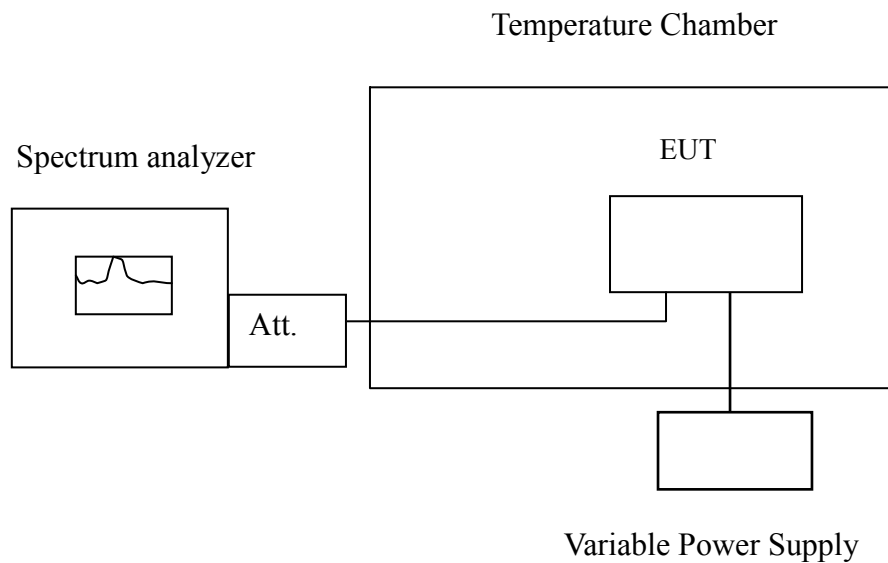 Temperature Chamber
Spectrum analyzer
EUT
Att.
Variable Power Supply